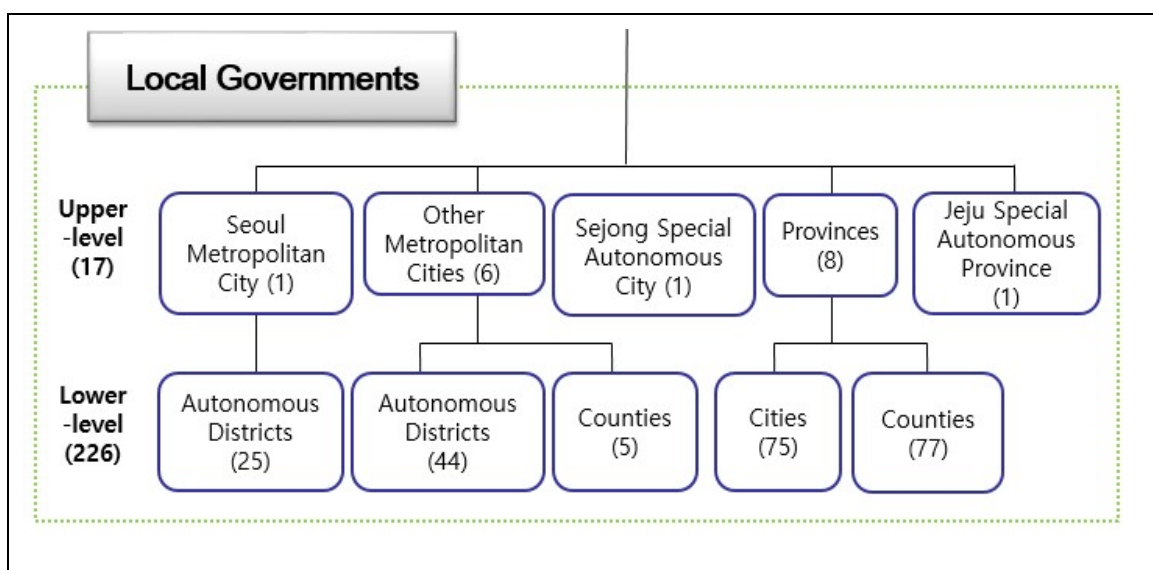 Local Governments
Upper
-level
(17)
Seoul
Metropolitan
City (1)
Other
Metropolitan
Cities (6)
Sejong Special
Autonomous
City (1)
Provinces
(8)
Jeju Special
Autonomous
Province
(1)
Lower
-level
(226)
Autonomous
Districts
(25)
Autonomous
Districts
(44)
Counties
(5)
Cities
(75)
Counties
(77)